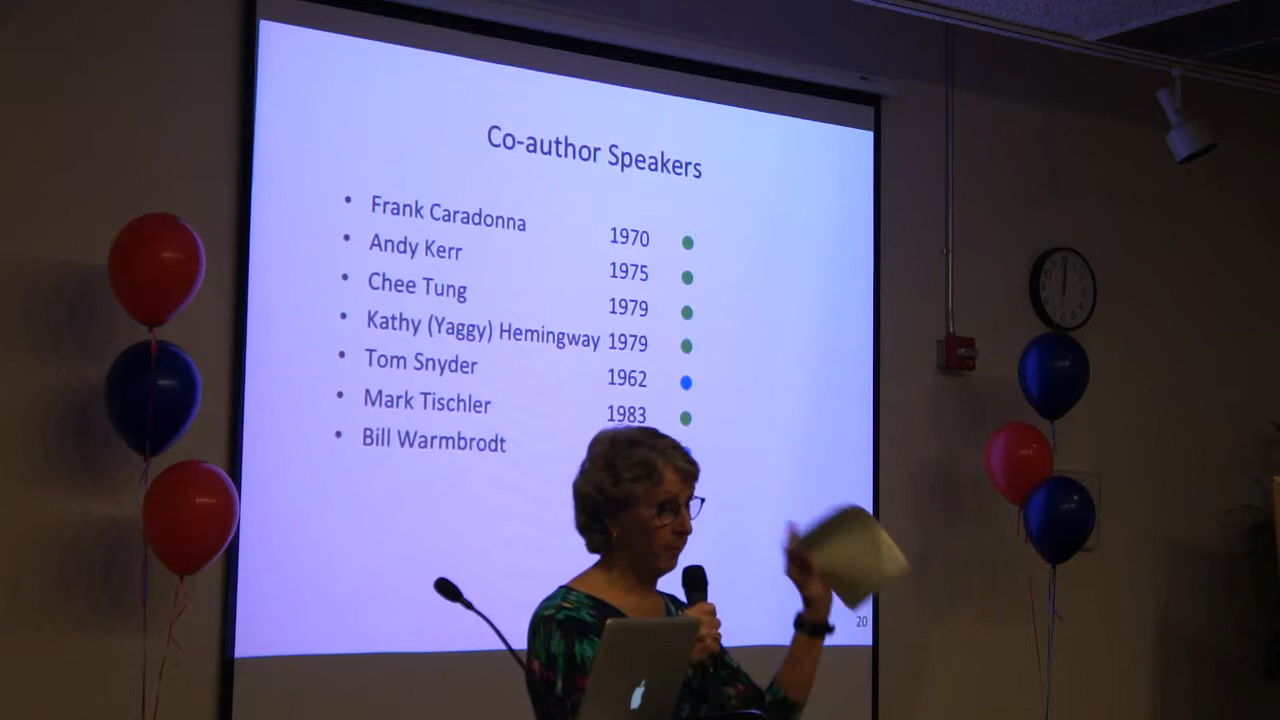 Co-author Speakers
• Frank Caradonna 1970
• Andy Kerr 1975
• Chee Tung 1979
• Kathy (Yaggy) Hemingway 1979
• Tom Snyder 1962
• Mark Tischler 1983
• Bill Warmbrodt
20